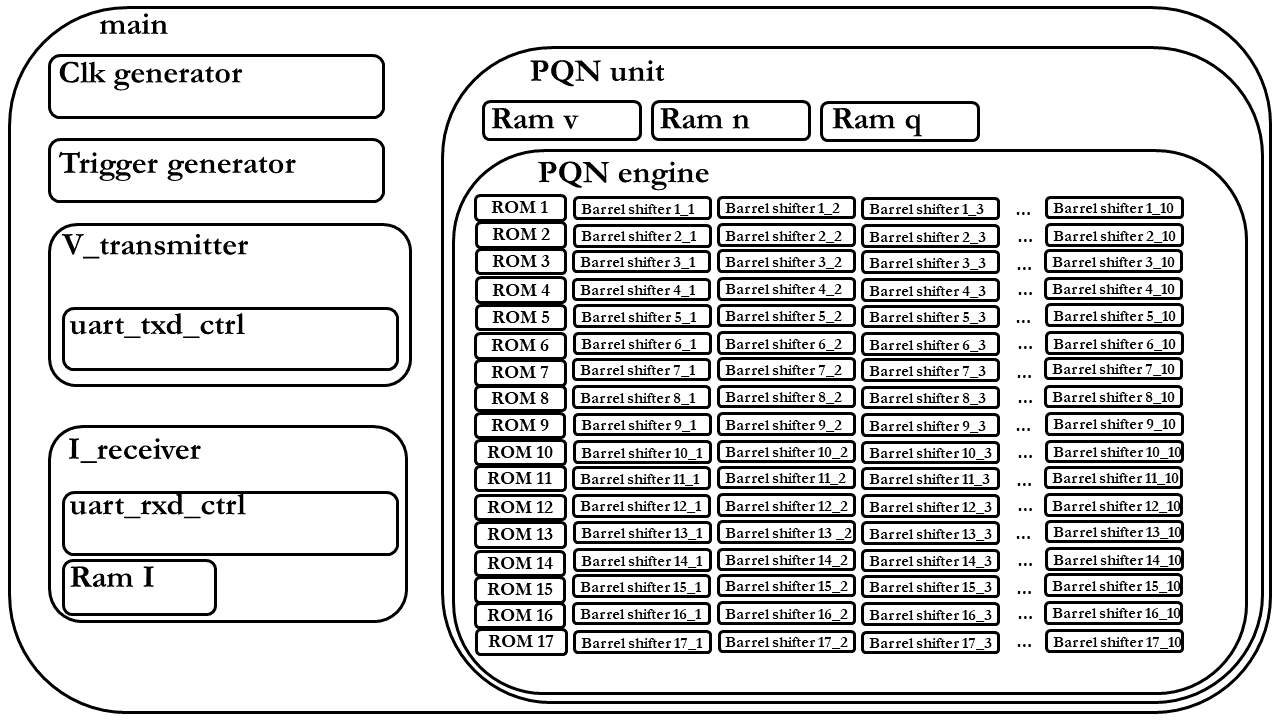 main
Clk generator
Trigger generator
V_transmitter
uart_txd_ctrl
I_receiver
uart_rxd_ctrl
Ram I
PQN unit
Ram v Ram n Ram q
PQN engine
ROM 1 Barrel shifter 1_1 Barrel shifter 1_2 Barrel shifter 1_3 ... Barrel shifter 1_10
ROM 2 Barrel shifter 2_1 Barrel shifter 2_2 Barrel shifter 2_3 ... Barrel shifter 2_10
ROM 3 Barrel shifter 3_1 Barrel shifter 3_2 Barrel shifter 3_3 ... Barrel shifter 3_10
ROM 4 Barrel shifter 4_1 Barrel shifter 4_2 Barrel shifter 4_3 ... Barrel shifter 4_10
ROM 5 Barrel shifter 5_1 Barrel shifter 5_2 Barrel shifter 5_3 ... Barrel shifter 5_10
ROM 6 Barrel shifter 6_1 Barrel shifter 6_2 Barrel shifter 6_3 ... Barrel shifter 6_10
ROM 7 Barrel shifter 7_1 Barrel shifter 7_2 Barrel shifter 7_3 ... Barrel shifter 7_10
ROM 8 Barrel shifter 8_1 Barrel shifter 8_2 Barrel shifter 8_3 ... Barrel shifter 8_10
ROM 9 Barrel shifter 9_1 Barrel shifter 9_2 Barrel shifter 9_3 ... Barrel shifter 9_10
ROM 10 Barrel shifter 10_1 Barrel shifter 10_2 Barrel shifter 10_3 ... Barrel shifter 10_10
ROM 11 Barrel shifter 11_1 Barrel shifter 11_2 Barrel shifter 11_3 ... Barrel shifter 11_10
ROM 12 Barrel shifter 12_1 Barrel shifter 12_2 Barrel shifter 12_3 ... Barrel shifter 12_10
ROM 13 Barrel shifter 13_1 Barrel shifter 13 _2 Barrel shifter 13_3 ... Barrel shifter 13_10
ROM 14 Barrel shifter 14_1 Barrel shifter 14_2 Barrel shifter 14_3 ... Barrel shifter 14_10
ROM 15 Barrel shifter 15_1 Barrel shifter 15_2 Barrel shifter 15_3 ... Barrel shifter 15_10
ROM 16 Barrel shifter 16_1 Barrel shifter 16_2 Barrel shifter 16_3 ... Barrel shifter 16_10
ROM 17 Barrel shifter 17_1 Barrel shifter 17_2 Barrel shifter 17_3 ... Barrel shifter 17_10